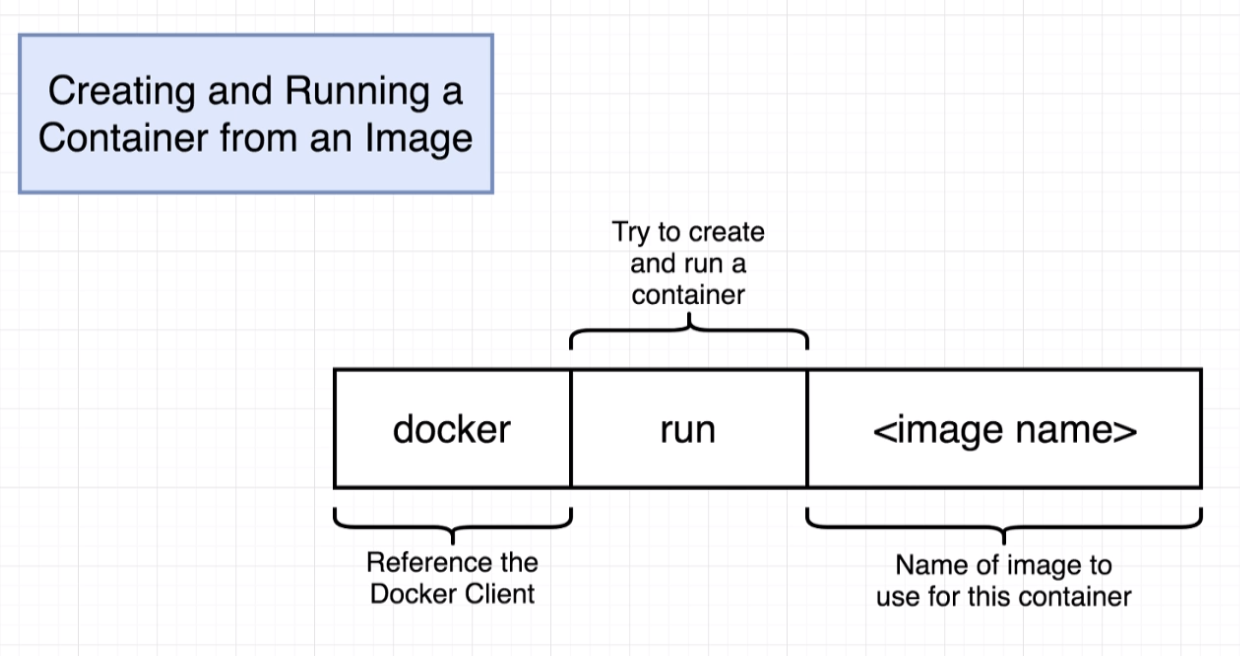 Creating and Running a
Container from an Image
Try to create
and run a
container
docker
run
<image name>
Reference the
Docker Client
Name of image to
use for this container